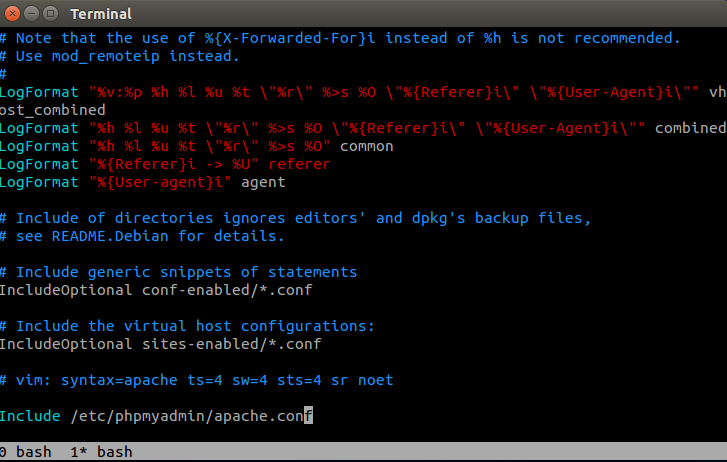 Terminal
# Note that the use of %{X-Forwarded-For}i instead of %h is not recommended.
# Use mod_remoteip instead.
#
LogFormat "%v:%p %h %l %u %t \"%r\" %>s %O \"%{Referer}i\" \"%{User-Agent}i\"" vh
ost_combined
LogFormat "%h %l %u %t \"%r\" %>s %O \"%{Referer}i\" \"%{User-Agent}i\"" combined
LogFormat "%h %l %u %t \"%r\" %>s %O" common
LogFormat "%{Referer}i -> %U" referer
LogFormat "%{User-agent}i" agent
# Include of directories ignores editors' and dpkg's backup files,
# see README.Debian for details.
# Include generic snippets of statements
IncludeOptional conf-enabled/*.conf
# Include the virtual host configurations:
IncludeOptional sites-enabled/*.conf
# vim: syntax=apache ts=4 sw=4 sts=4 sr noet
Include /etc/phpmyadmin/apache.conf
0 bash  1* bash